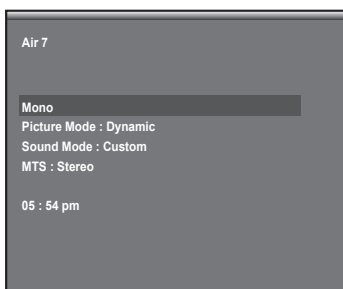 Air 7
Mono
Picture Mode : Dynamic
Sound Mode : Custom
MTS : Stereo
05 : 54 pm